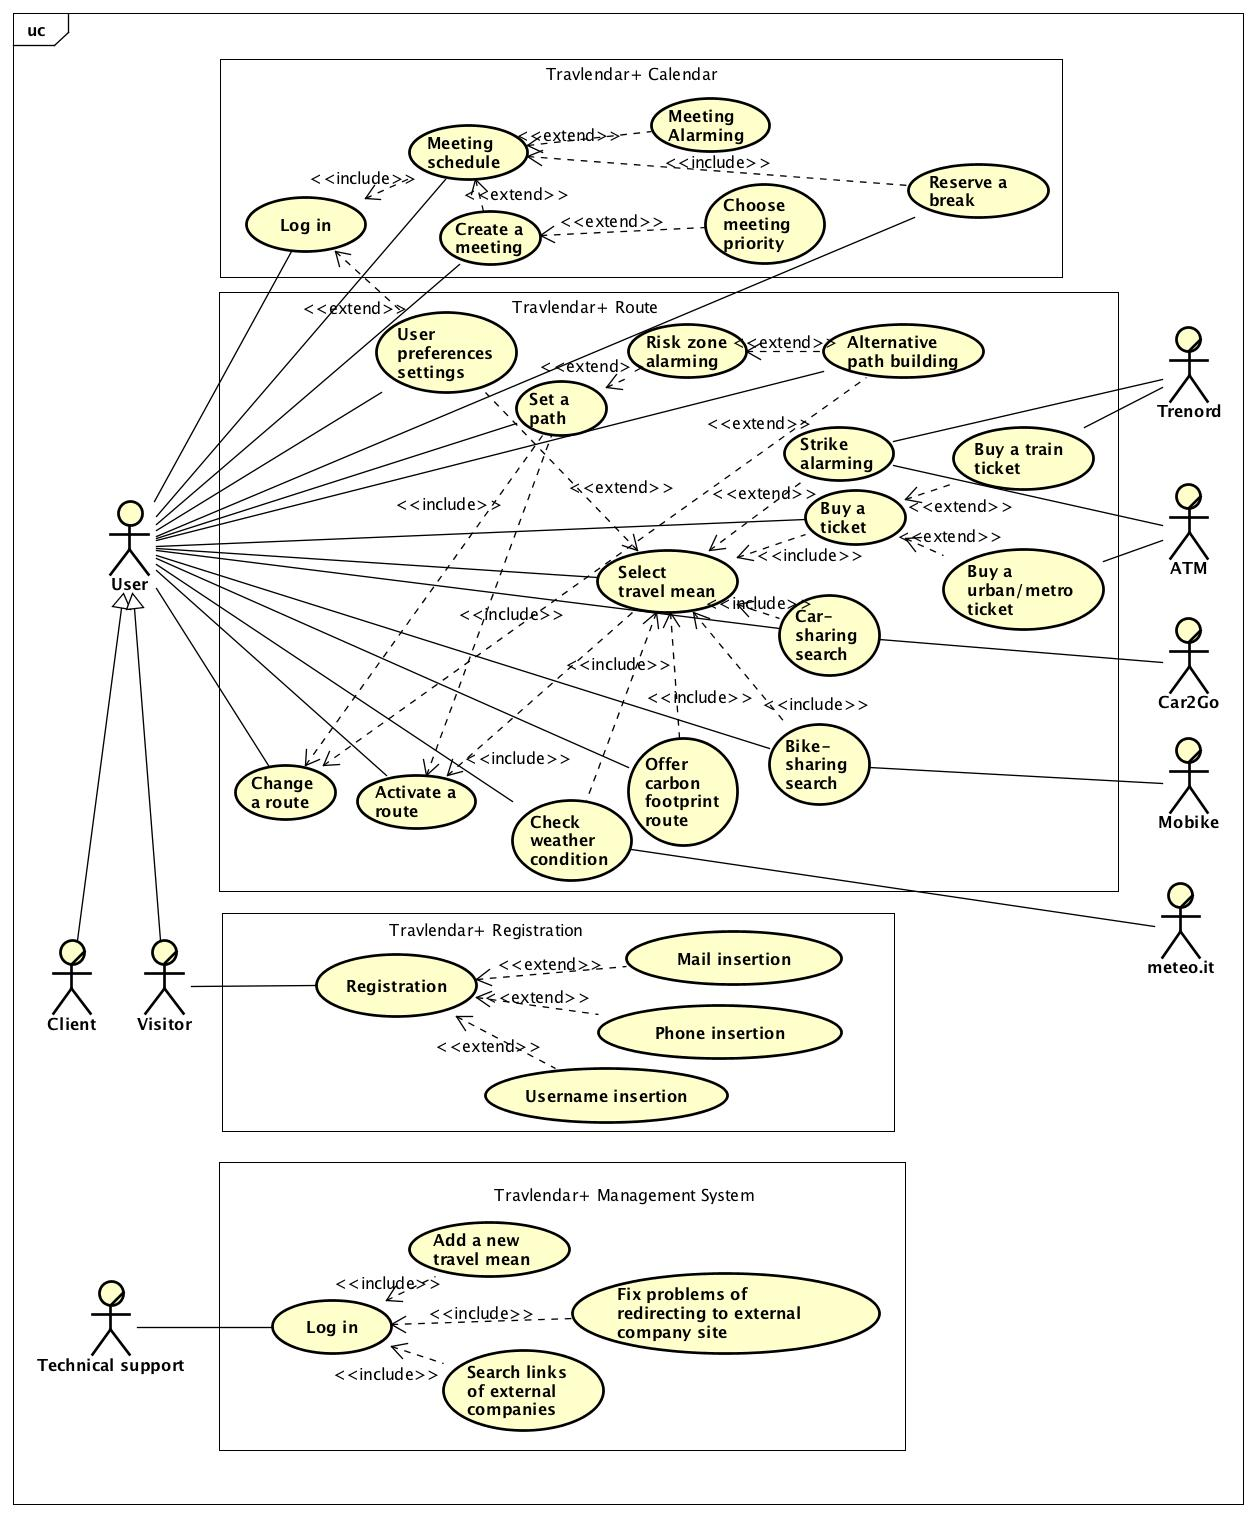 uc
Travlendar+ Calendar
Meeting
Alarming
<<extend>>
Meeting
schedule
<<include>>
<<include>>
Reserve a
break
<<extend>>
Choose
meeting
priority
<<extend>>
Log in
Create a
meeting
<<extend>>
Travlendar+ Route
User
preferences
settings
Risk zone
alarming
<<extend>>
Alternative
path building
<<extend>>
Set a
path
Trenord
<<extend>>
Strike
alarming
Buy a train
ticket
<<extend>>
<<extend>>
<<include>>
Buy a
ticket
<<extend>>
<<extend>>
<<include>>
ATM
Select
travel mean
Buy a
urban/metro
ticket
User
<<include>>
<<include>>
Car-
sharing
search
<<include>>
Car2Go
<<include>>
<<include>>
Bike-
sharing
search
<<include>>
Offer
carbon
footprint
route
Change
a route
Activate a
route
Check
weather
condition
Mobike
meteo.it
Travlendar+ Registration
Registration
<<extend>>
Mail insertion
<<extend>>
Phone insertion
<<extend>>
Username insertion
Client
Visitor
Travlendar+ Management System
Add a new
travel mean
<<include>>
Log in
<<include>>
Fix problems of
redirecting to external
company site
<<include>>
Search links
of external
companies
Technical support